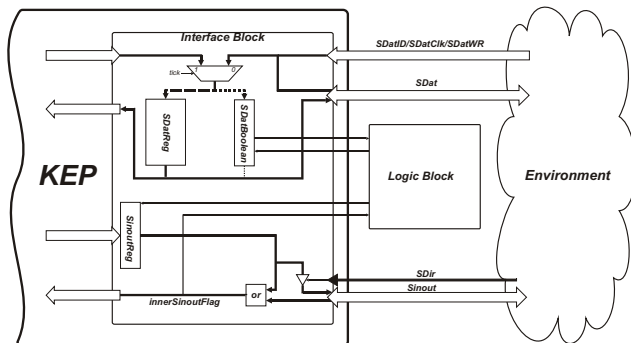 Interface Block
SDatID/SDatClk/SDatWR
tick
1
0
SDat
SDatReg
SDatBoolean
KEP
Logic Block
Environment
SinoutReg
SDir
Sinout
or
innerSinoutFlag